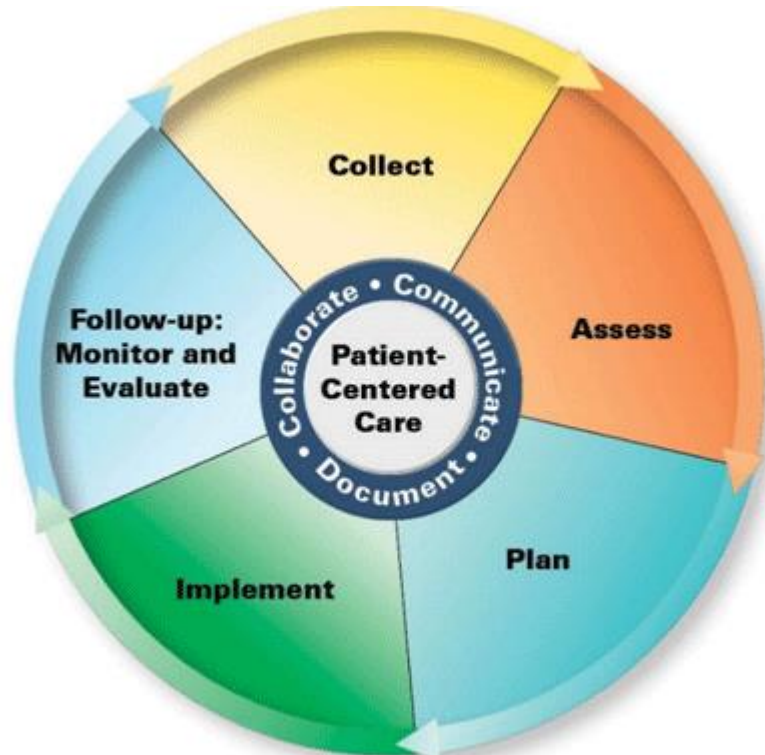 Collect
Assess
Plan
Implement
Follow-up:
Monitor and
Evaluate
Collaborate • Communicate • Document •
Patient-
Centered
Care